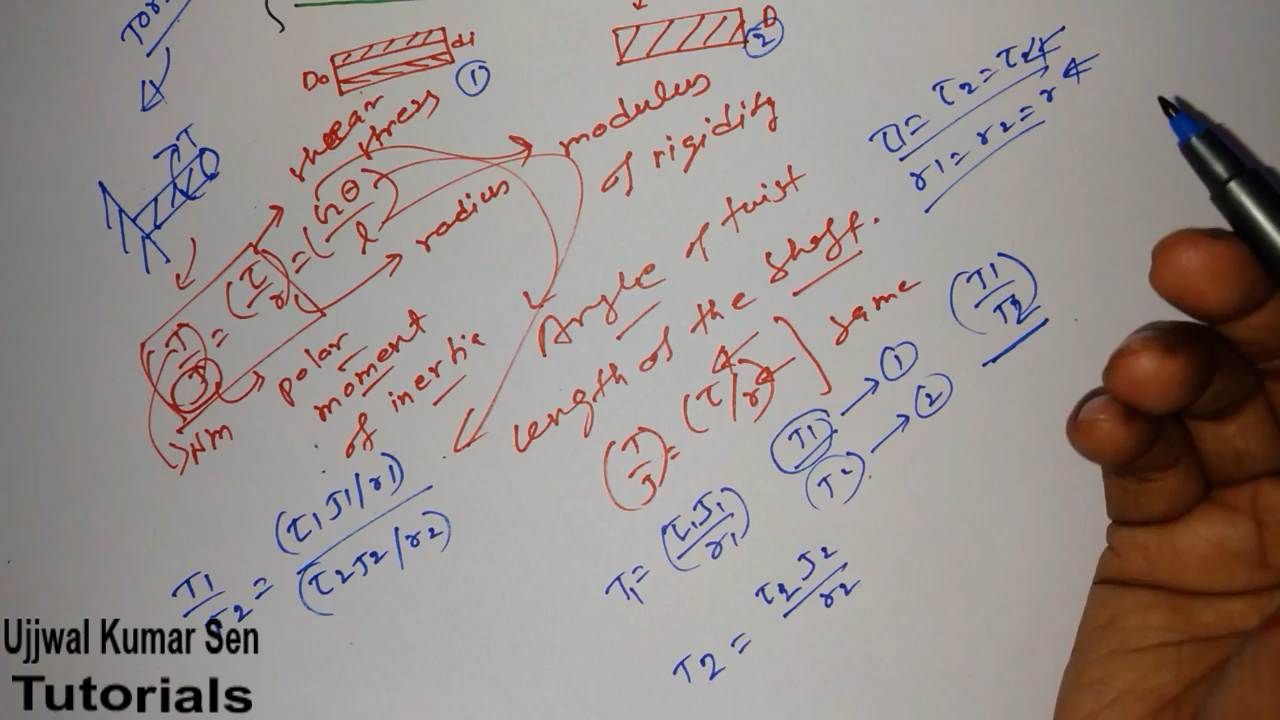 Tor
Do
di
①
D
②
shear
stress
modulus
of rigidity
τ1 = τ2 = τ
r1 = r2 = r
T
(T/J) = (τ/r) = (Gθ/l)
radius
Angle of twist
length of the shaft.
polar
moment
of inertia
Nm
(T/J) = (τ/r) ] same
(T1/T2)
T1 → ①
T2 → ②
T1 = (τ1J1/r1)
T2 = τ2J2/r2
T1/T2 = (τ1J1/r1)/(τ2J2/r2)
Ujjwal Kumar Sen
Tutorials